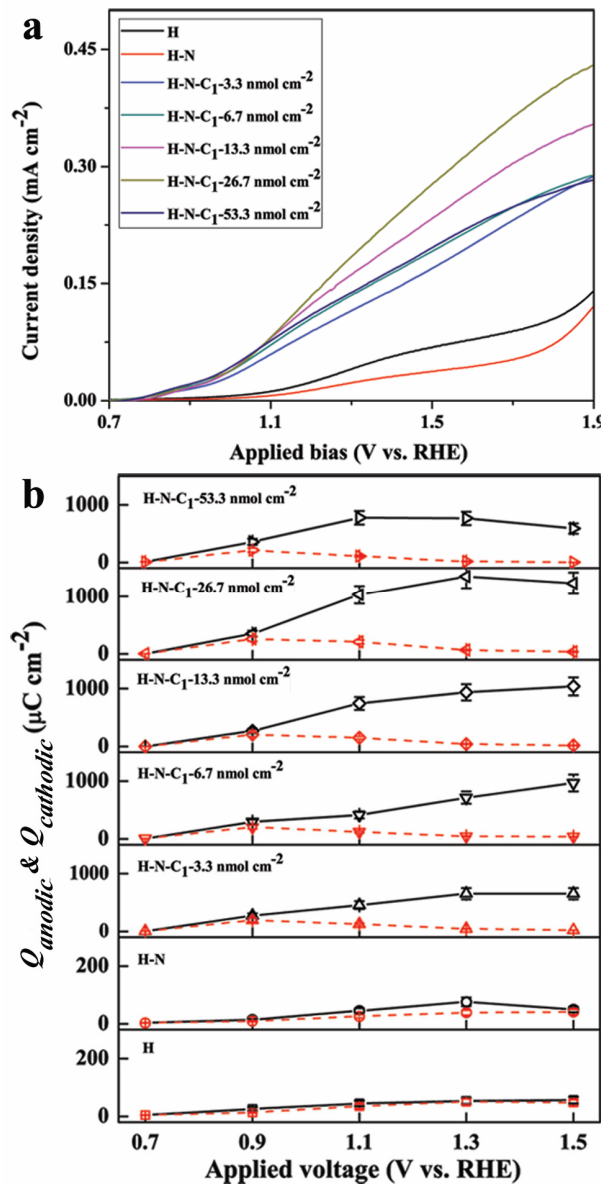 a
0.45
0.30
0.15
0.00
Current density (mA cm⁻²)
H
H-N
H-N-C₁-3.3 nmol cm⁻²
H-N-C₁-6.7 nmol cm⁻²
H-N-C₁-13.3 nmol cm⁻²
H-N-C₁-26.7 nmol cm⁻²
H-N-C₁-53.3 nmol cm⁻²
0.7 1.1 1.5 1.9
Applied bias (V vs. RHE)
b
Q_anodic & Q_cathodic (μC cm⁻²)
H-N-C₁-53.3 nmol cm⁻²
1000
0
H-N-C₁-26.7 nmol cm⁻²
1000
0
H-N-C₁-13.3 nmol cm⁻²
1000
0
H-N-C₁-6.7 nmol cm⁻²
1000
0
H-N-C₁-3.3 nmol cm⁻²
1000
0
H-N
200
0
H
200
0
0.7 0.9 1.1 1.3 1.5
Applied voltage (V vs. RHE)